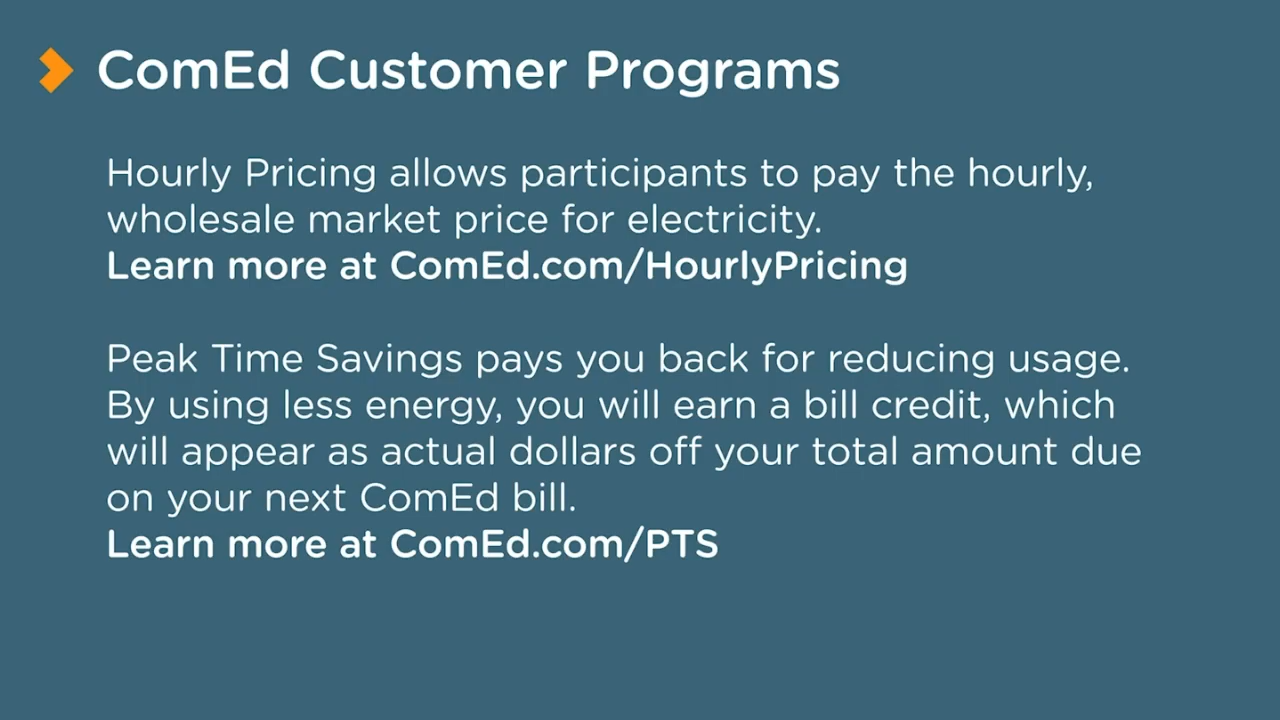 ComEd Customer Programs
Hourly Pricing allows participants to pay the hourly,
wholesale market price for electricity.
Learn more at ComEd.com/HourlyPricing
Peak Time Savings pays you back for reducing usage.
By using less energy, you will earn a bill credit, which
will appear as actual dollars off your total amount due
on your next ComEd bill.
Learn more at ComEd.com/PTS